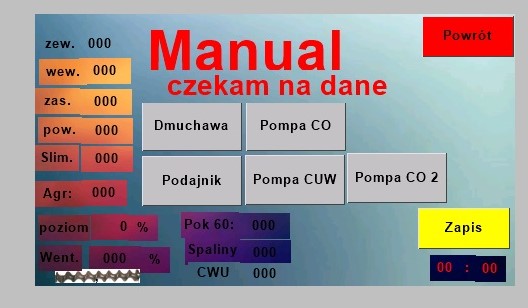 Manual
czekam na dane
Powrót
zew. 000
wew. 000
zas. 000
pow. 000
Slim. 000
Agr: 000
poziom 0 %
Went. 000 %
Dmuchawa
Pompa CO
Podajnik
Pompa CUW
Pompa CO 2
Pok 60: 000
Spaliny 000
CWU 000
Zapis
00 : 00